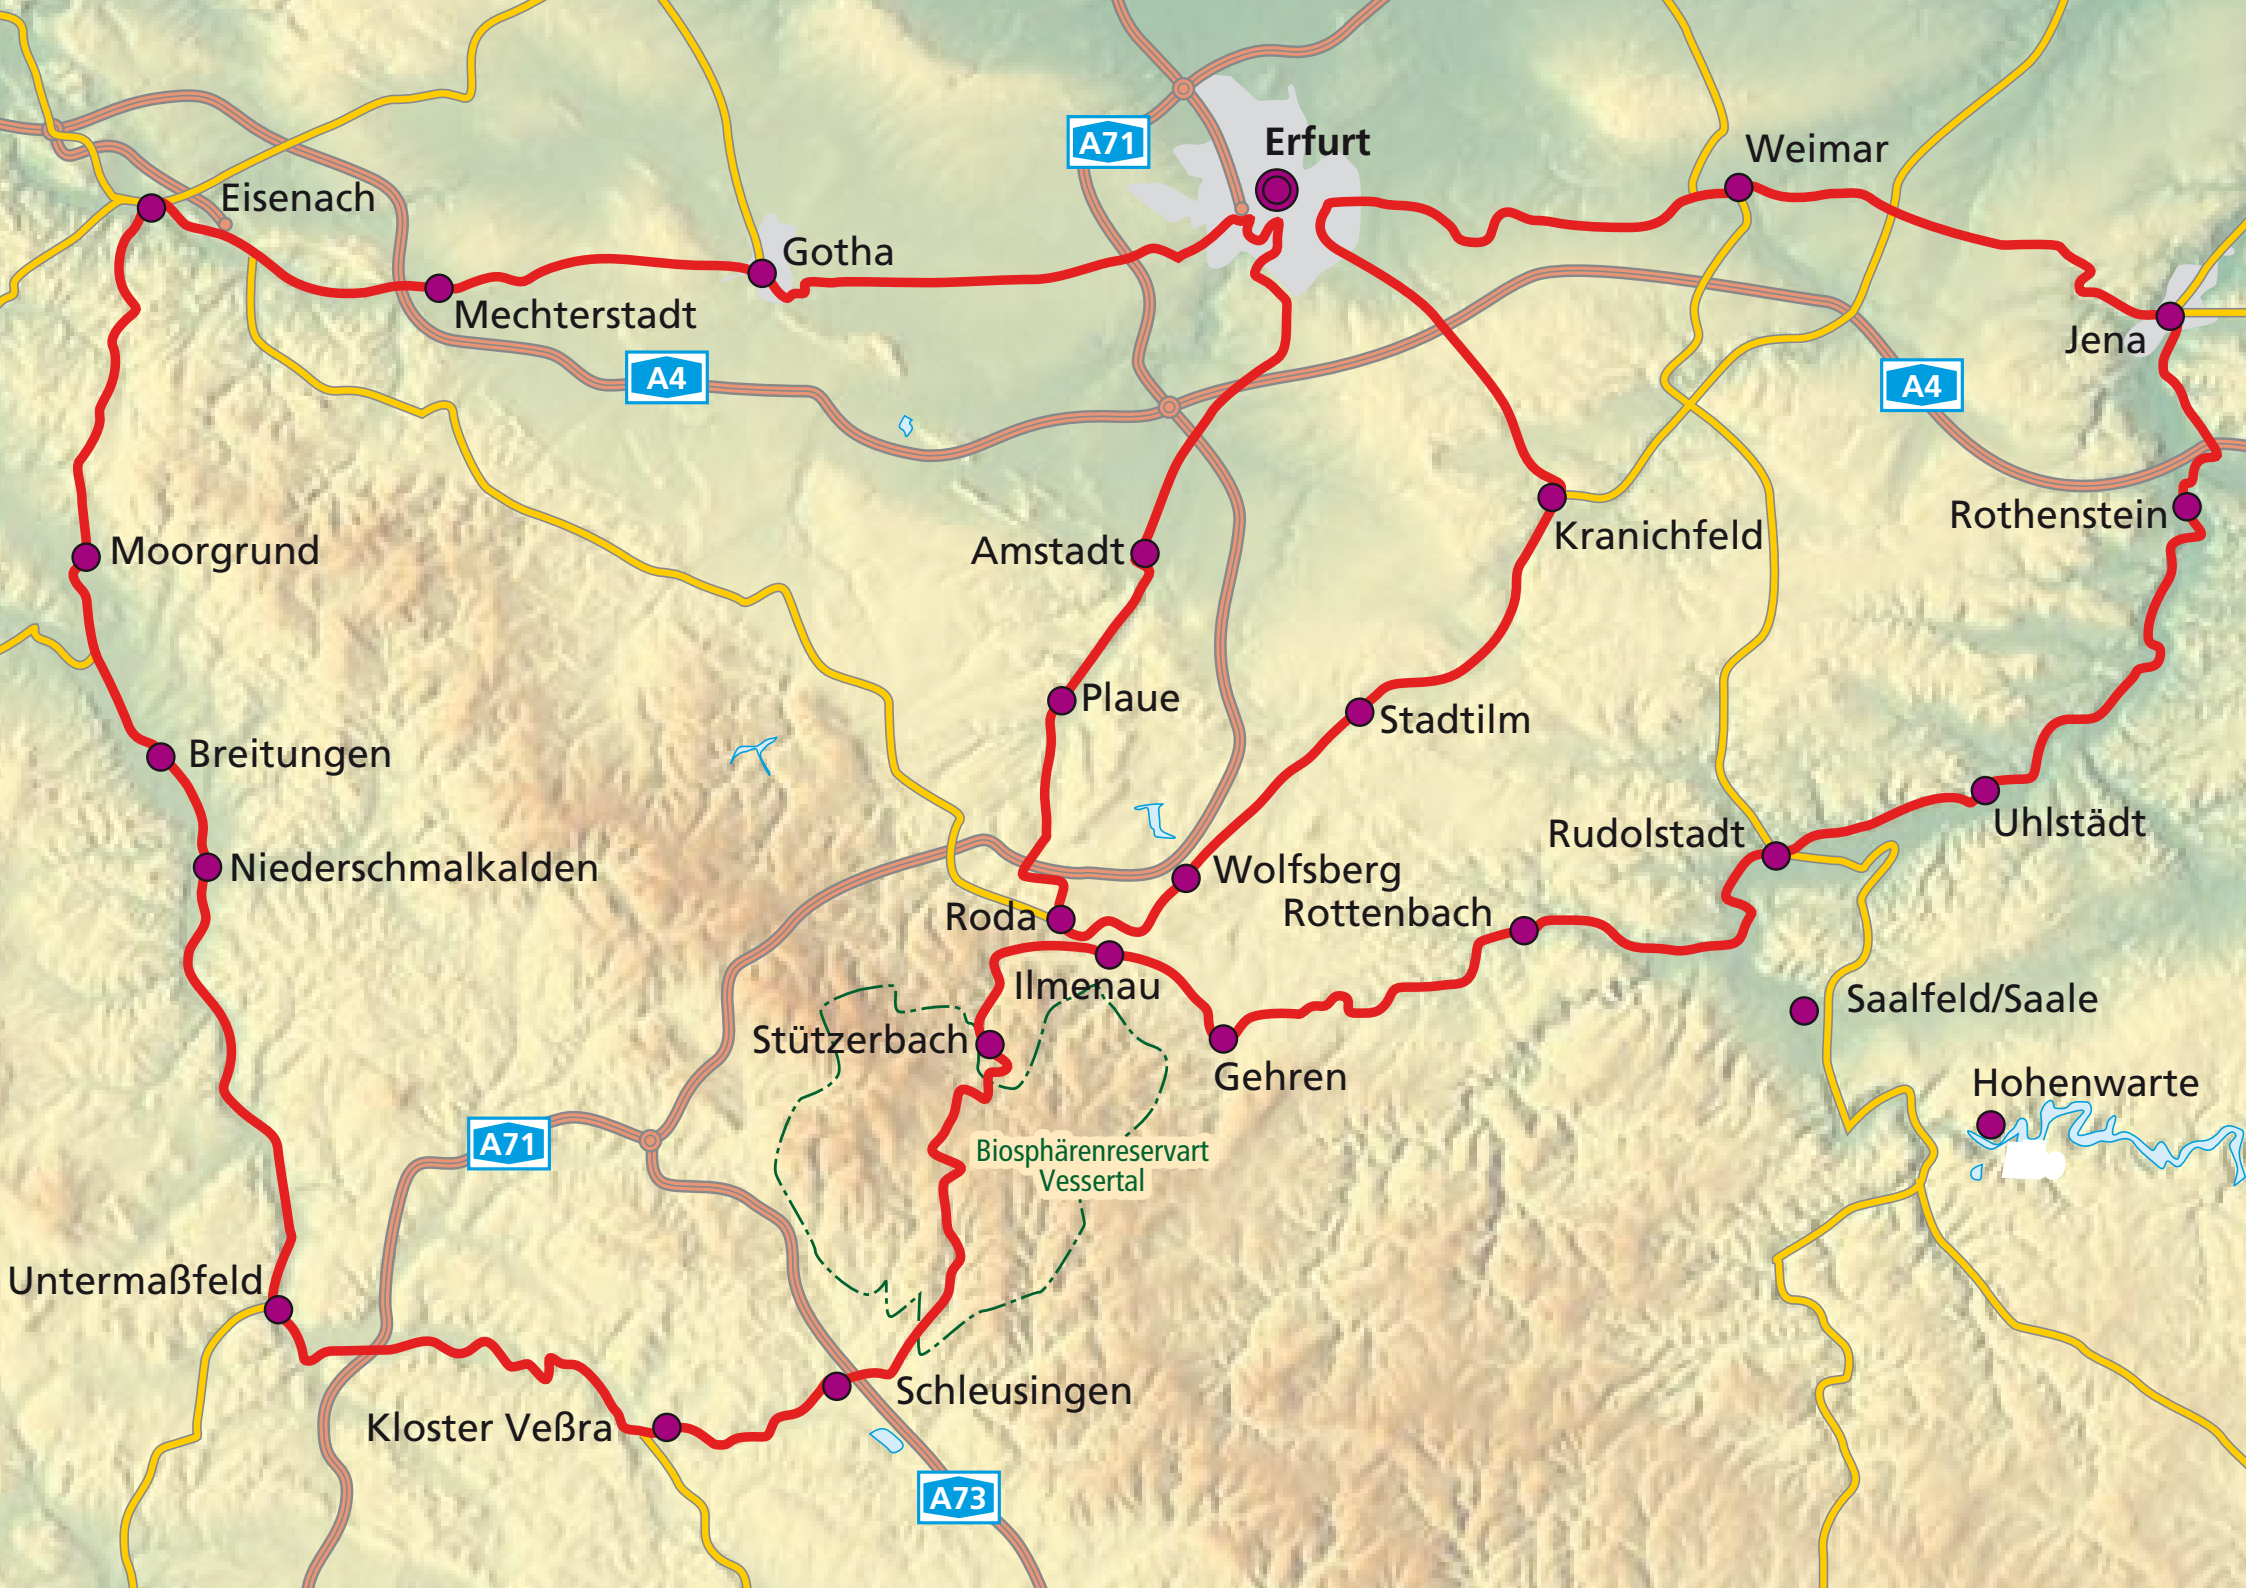 A71
Erfurt
Weimar
Eisenach
Gotha
Mechterstadt
Jena
A4
A4
Rothenstein
Kranichfeld
Moorgrund
Amstadt
Plaue
Stadtilm
Breitungen
Uhlstädt
Rudolstadt
Niederschmalkalden
Wolfsberg
Roda
Rottenbach
Ilmenau
Saalfeld/Saale
Stützerbach
Gehren
Hohenwarte
A71
Biosphärenreservart
Vessertal
Untermaßfeld
Schleusingen
Kloster Veßra
A73